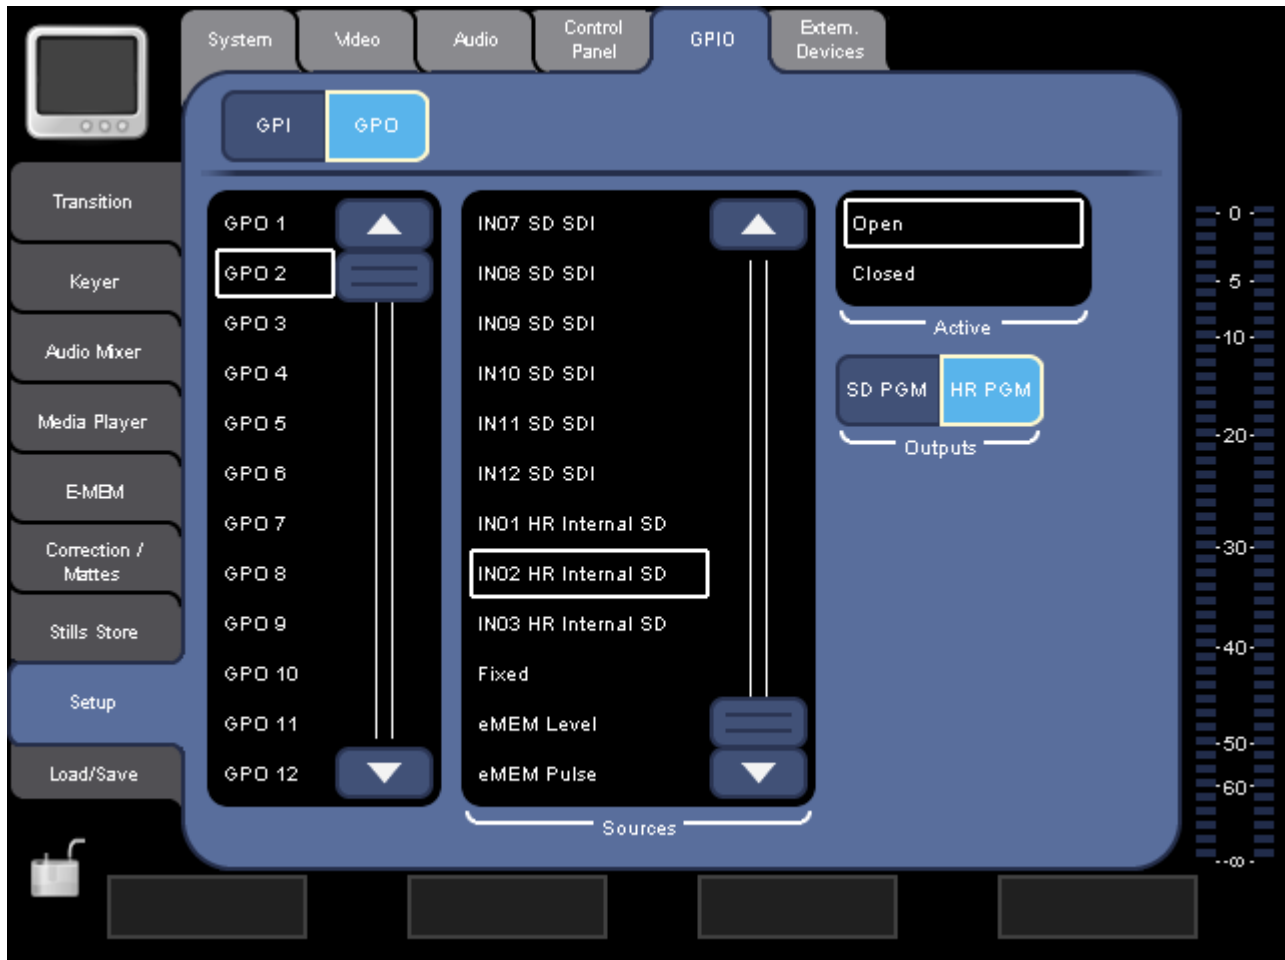 System
Video
Audio
Control
Panel
GPIO
Extern.
Devices
GPI
GPO
Transition
Keyer
Audio Mixer
Media Player
E-MEM
Correction /
Mattes
Stills Store
Setup
Load/Save
GPO 1
GPO 2
GPO 3
GPO 4
GPO 5
GPO 6
GPO 7
GPO 8
GPO 9
GPO 10
GPO 11
GPO 12
IN07 SD SDI
IN08 SD SDI
IN09 SD SDI
IN10 SD SDI
IN11 SD SDI
IN12 SD SDI
IN01 HR Internal SD
IN02 HR Internal SD
IN03 HR Internal SD
Fixed
eMEM Level
eMEM Pulse
Sources
Open
Closed
Active
SD PGM
HR PGM
Outputs
- 0 -
- 5 -
-10-
-20-
-30-
-40-
-50-
-60-
--∞ -